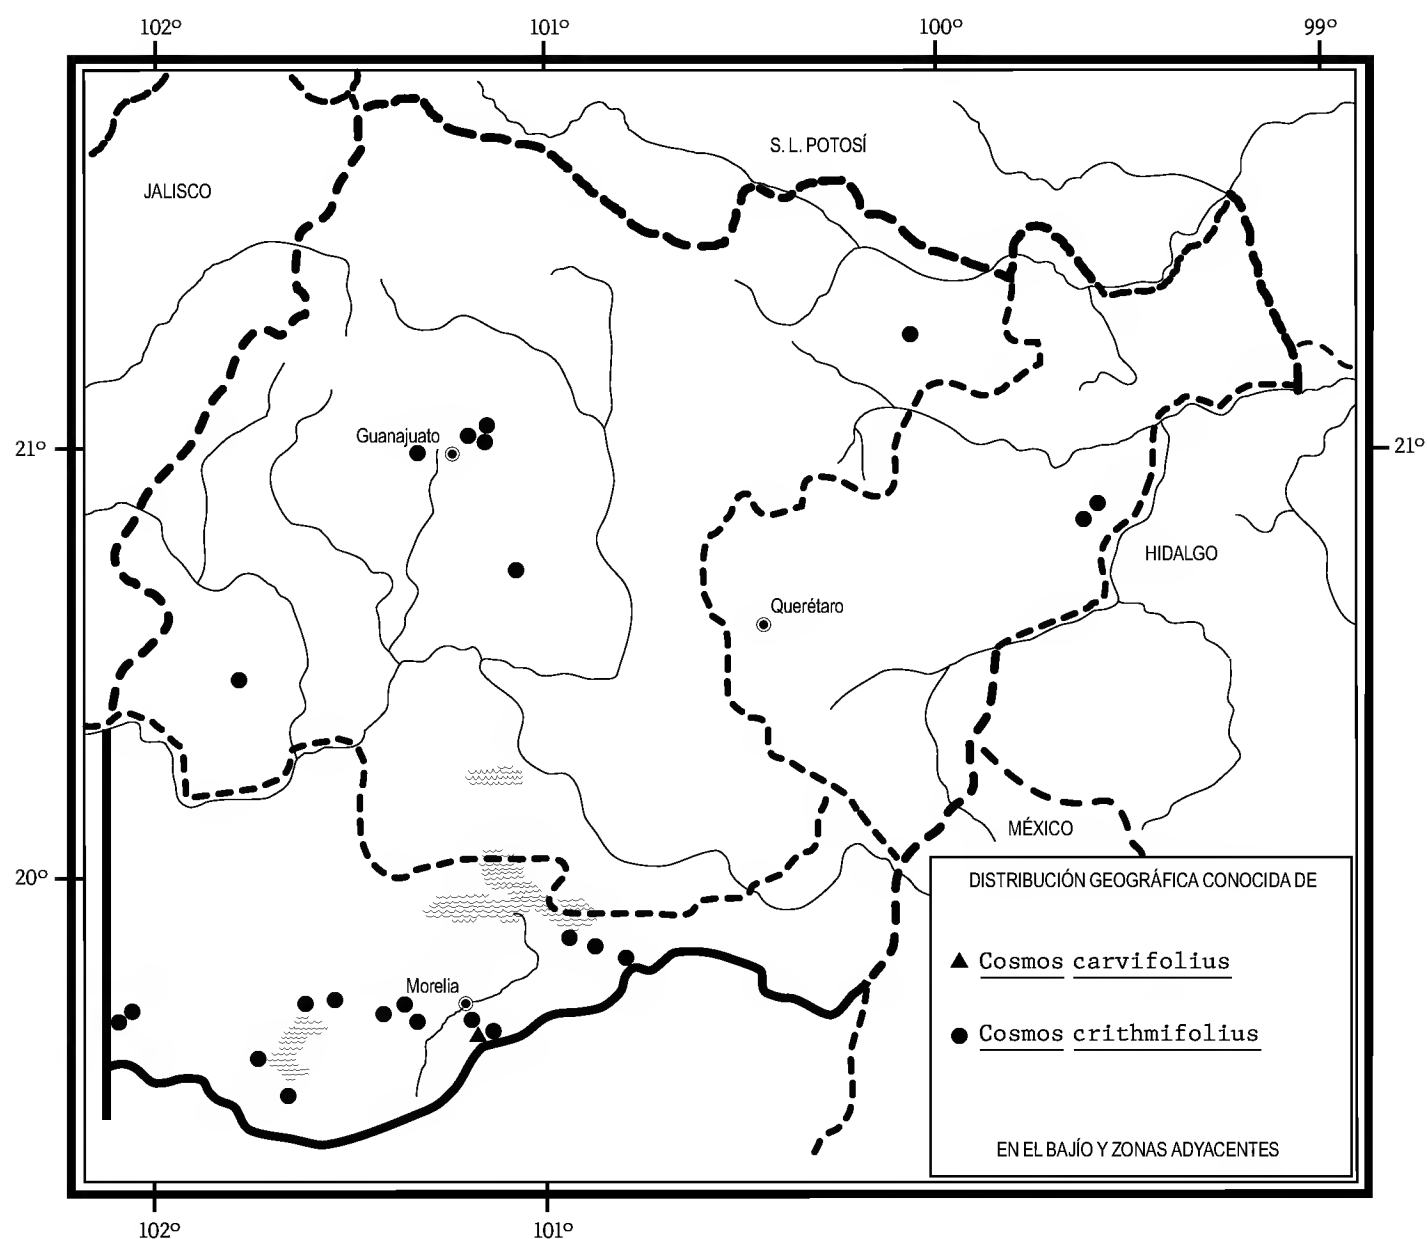 102º 101º 100º 99º
S. L. POTOSÍ
JALISCO
Guanajuato
21º 21º
HIDALGO
Querétaro
MÉXICO
20º
DISTRIBUCIÓN GEOGRÁFICA CONOCIDA DE
Cosmos carvifolius
Morelia
Cosmos crithmifolius
EN EL BAJÍO Y ZONAS ADYACENTES
102º 101º